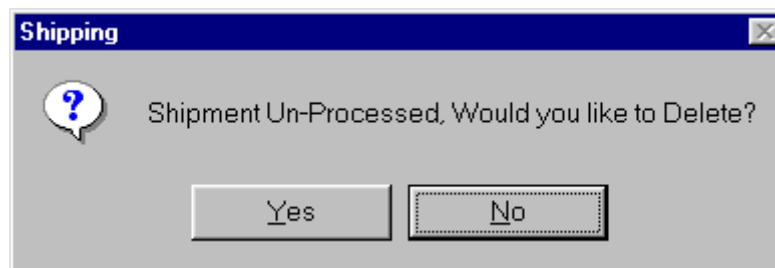 Shipping
Shipment Un-Processed, Would you like to Delete?
Yes
No